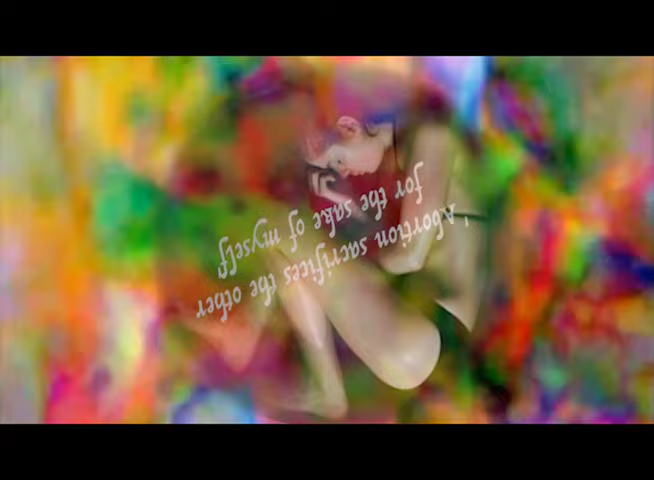 'Abortion sacrifices the other
for the sake of myself